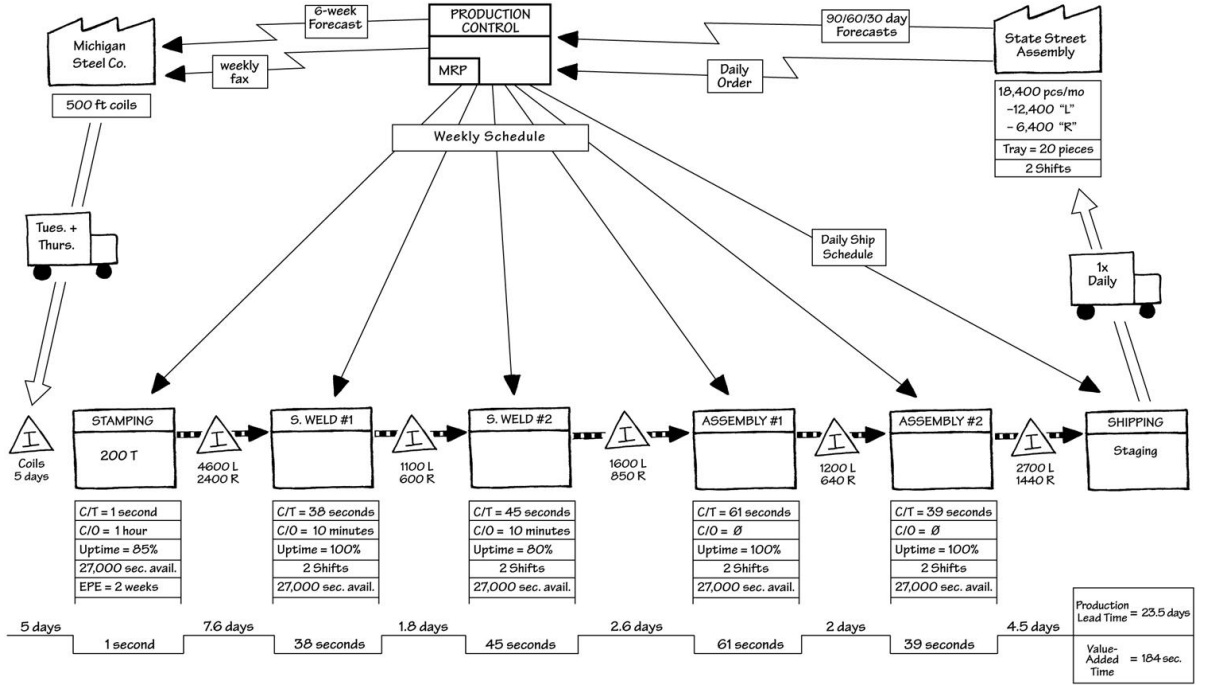 Michigan
Steel Co.
500 ft coils
6-week
Forecast
weekly
fax
PRODUCTION
CONTROL
MRP
90/60/30 day
Forecasts
Daily
Order
State Street
Assembly
18,400 pcs/mo
–12,400 “L”
– 6,400 “R”
Tray = 20 pieces
2 Shifts
Weekly Schedule
Tues. +
Thurs.
Daily Ship
Schedule
1x
Daily
I
Coils
5 days
STAMPING
200 T
I
4600 L
2400 R
S. WELD #1
I
1100 L
600 R
S. WELD #2
I
1600 L
850 R
ASSEMBLY #1
I
1200 L
640 R
ASSEMBLY #2
I
2700 L
1440 R
SHIPPING
Staging
C/T = 1 second
C/O = 1 hour
Uptime = 85%
27,000 sec. avail.
EPE = 2 weeks
C/T = 38 seconds
C/O = 10 minutes
Uptime = 100%
2 Shifts
27,000 sec. avail.
C/T = 45 seconds
C/O = 10 minutes
Uptime = 80%
2 Shifts
27,000 sec. avail.
C/T = 61 seconds
C/O = Ø
Uptime = 100%
2 Shifts
27,000 sec. avail.
C/T = 39 seconds
C/O = Ø
Uptime = 100%
2 Shifts
27,000 sec. avail.
5 days
1 second
7.6 days
38 seconds
1.8 days
45 seconds
2.6 days
61 seconds
2 days
39 seconds
4.5 days
Production
Lead Time = 23.5 days
Value-
Added = 184 sec.
Time